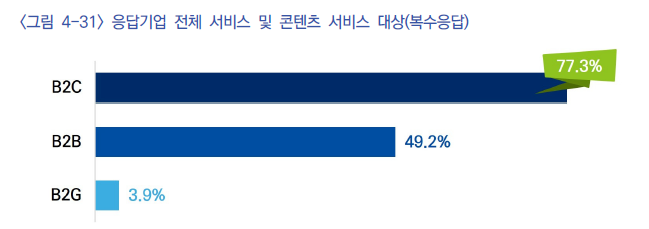 <그림 4-31> 응답기업 전체 서비스 및 콘텐츠 서비스 대상(복수응답)
B2C 77.3%
B2B 49.2%
B2G 3.9%